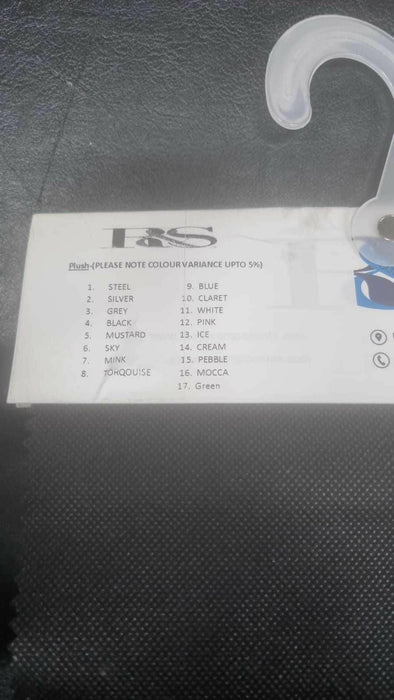 R&S
Plush-(PLEASE NOTE COLOUR VARIANCE UPTO 5%)
1. STEEL
2. SILVER
3. GREY
4. BLACK
5. MUSTARD
6. SKY
7. MINK
8. TORQOUISE
9. BLUE
10. CLARET
11. WHITE
12. PINK
13. ICE
14. CREAM
15. PEBBLE
16. MOCCA
17. Green